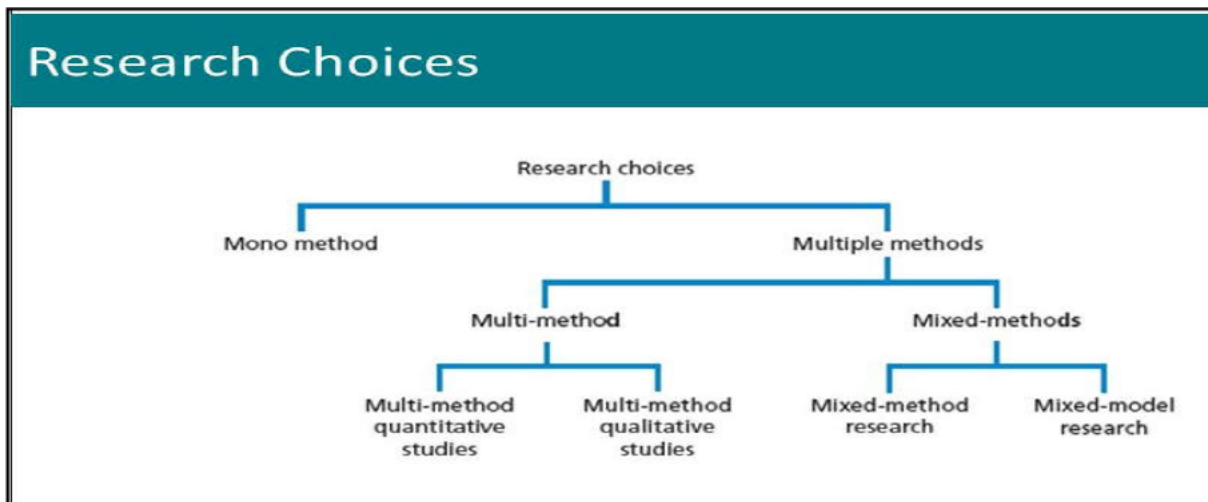 Research Choices
Research choices
Mono method
Multiple methods
Multi-method
Mixed-methods
Multi-method
quantitative
studies
Multi-method
qualitative
studies
Mixed-method
research
Mixed-model
research